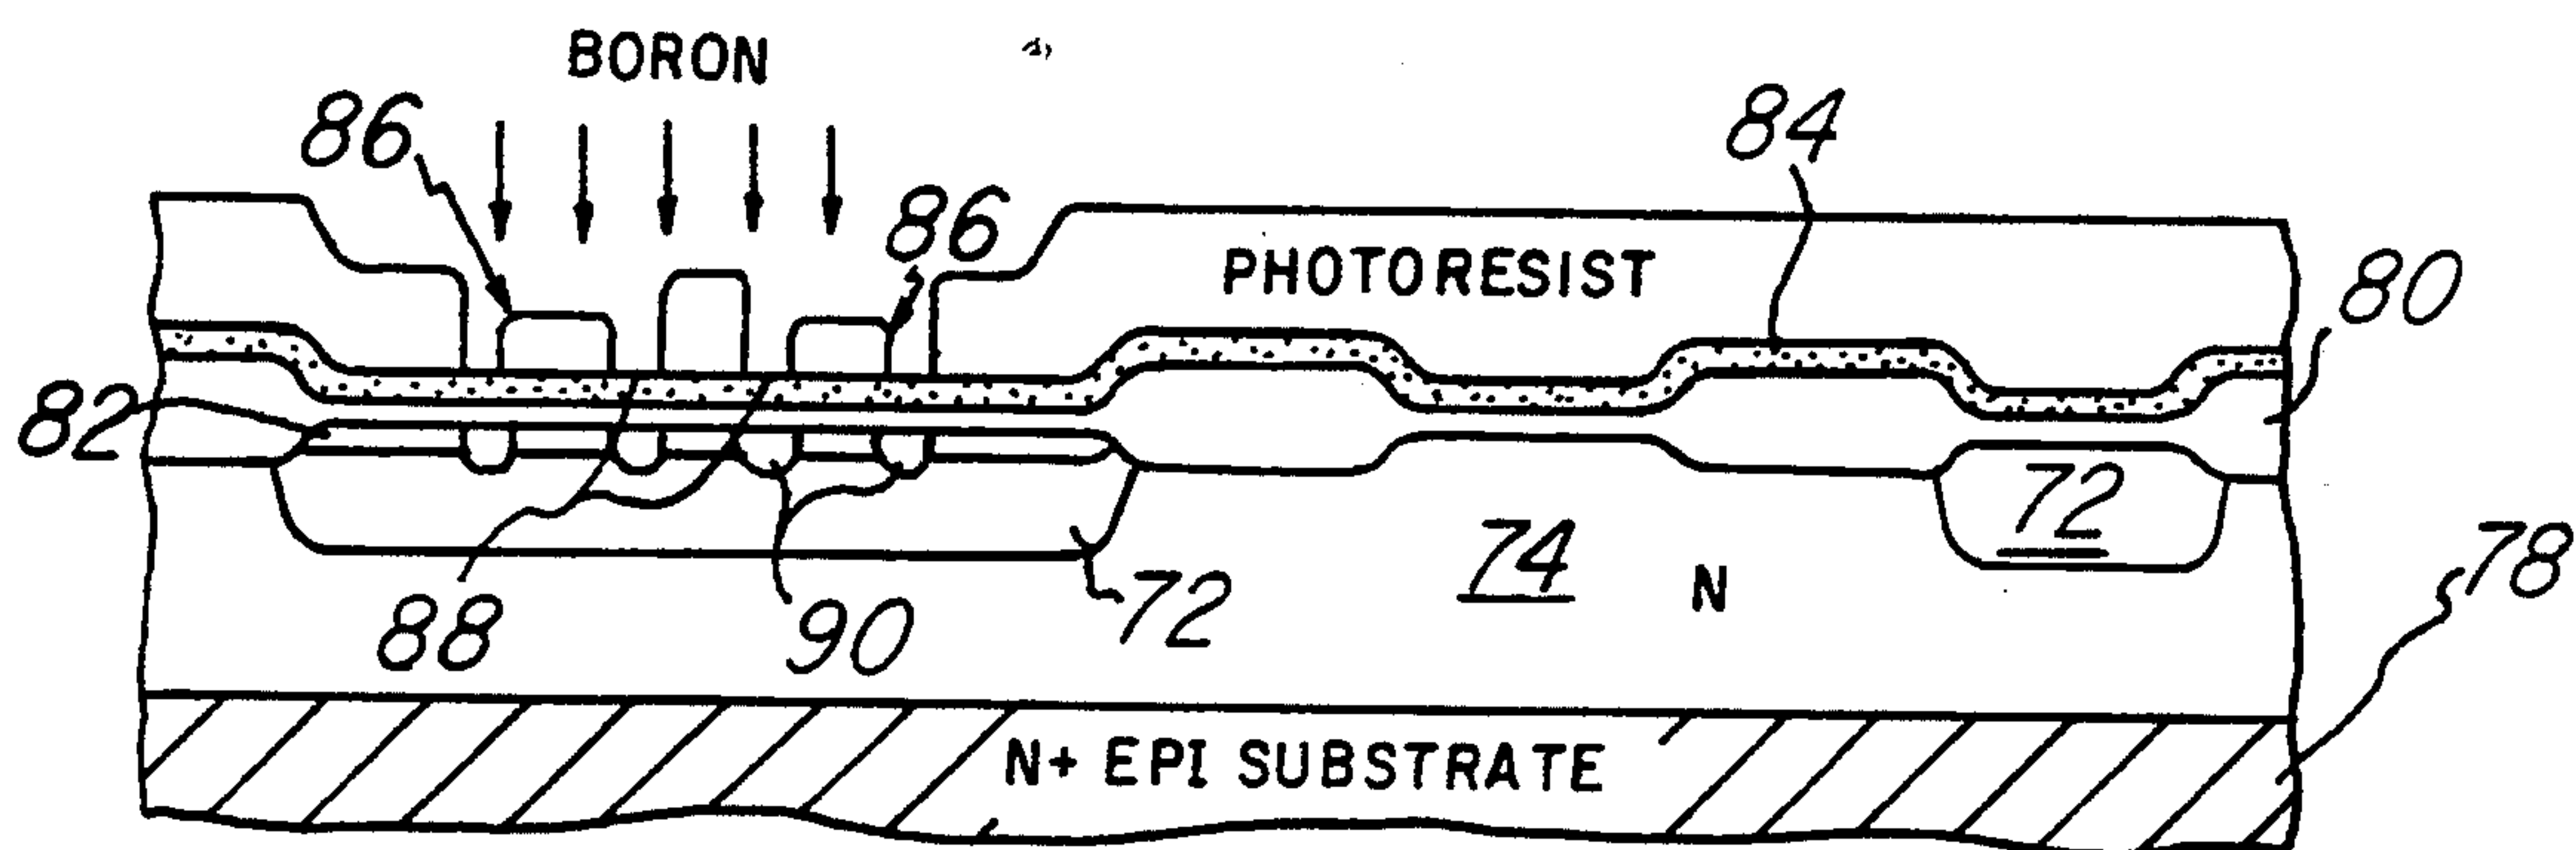 BORON
86
84
86
PHOTORESIST
80
82
72
74
N
78
88
90
72
N+ EPI SUBSTRATE